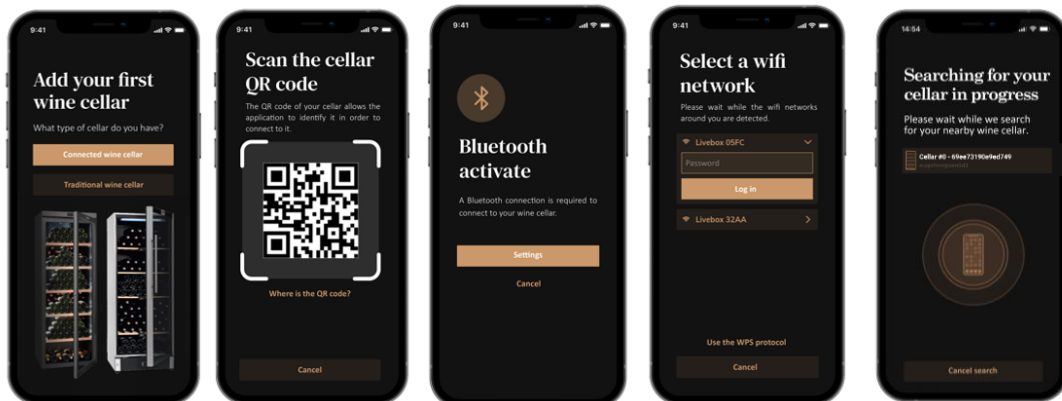 9:41
Add your first
wine cellar
What type of cellar do you have?
Connected wine cellar
Traditional wine cellar
9:41
Scan the cellar
QR code
The QR code of your cellar allows the
application to identify it in order to
connect to it.
Where is the QR code?
Cancel
9:41
Bluetooth
activate
A Bluetooth connection is required to
connect to your wine cellar.
Settings
Cancel
9:41
Select a wifi
network
Please wait while the wifi networks
around you are detected.
Livebox 05FC
Password
Log in
Livebox 32AA
Use the WPS protocol
Cancel
14:54
Searching for your
cellar in progress
Please wait while we search
for your nearby wine cellar.
Cellar #0 - 69ee73190e9ed749
Cancel search